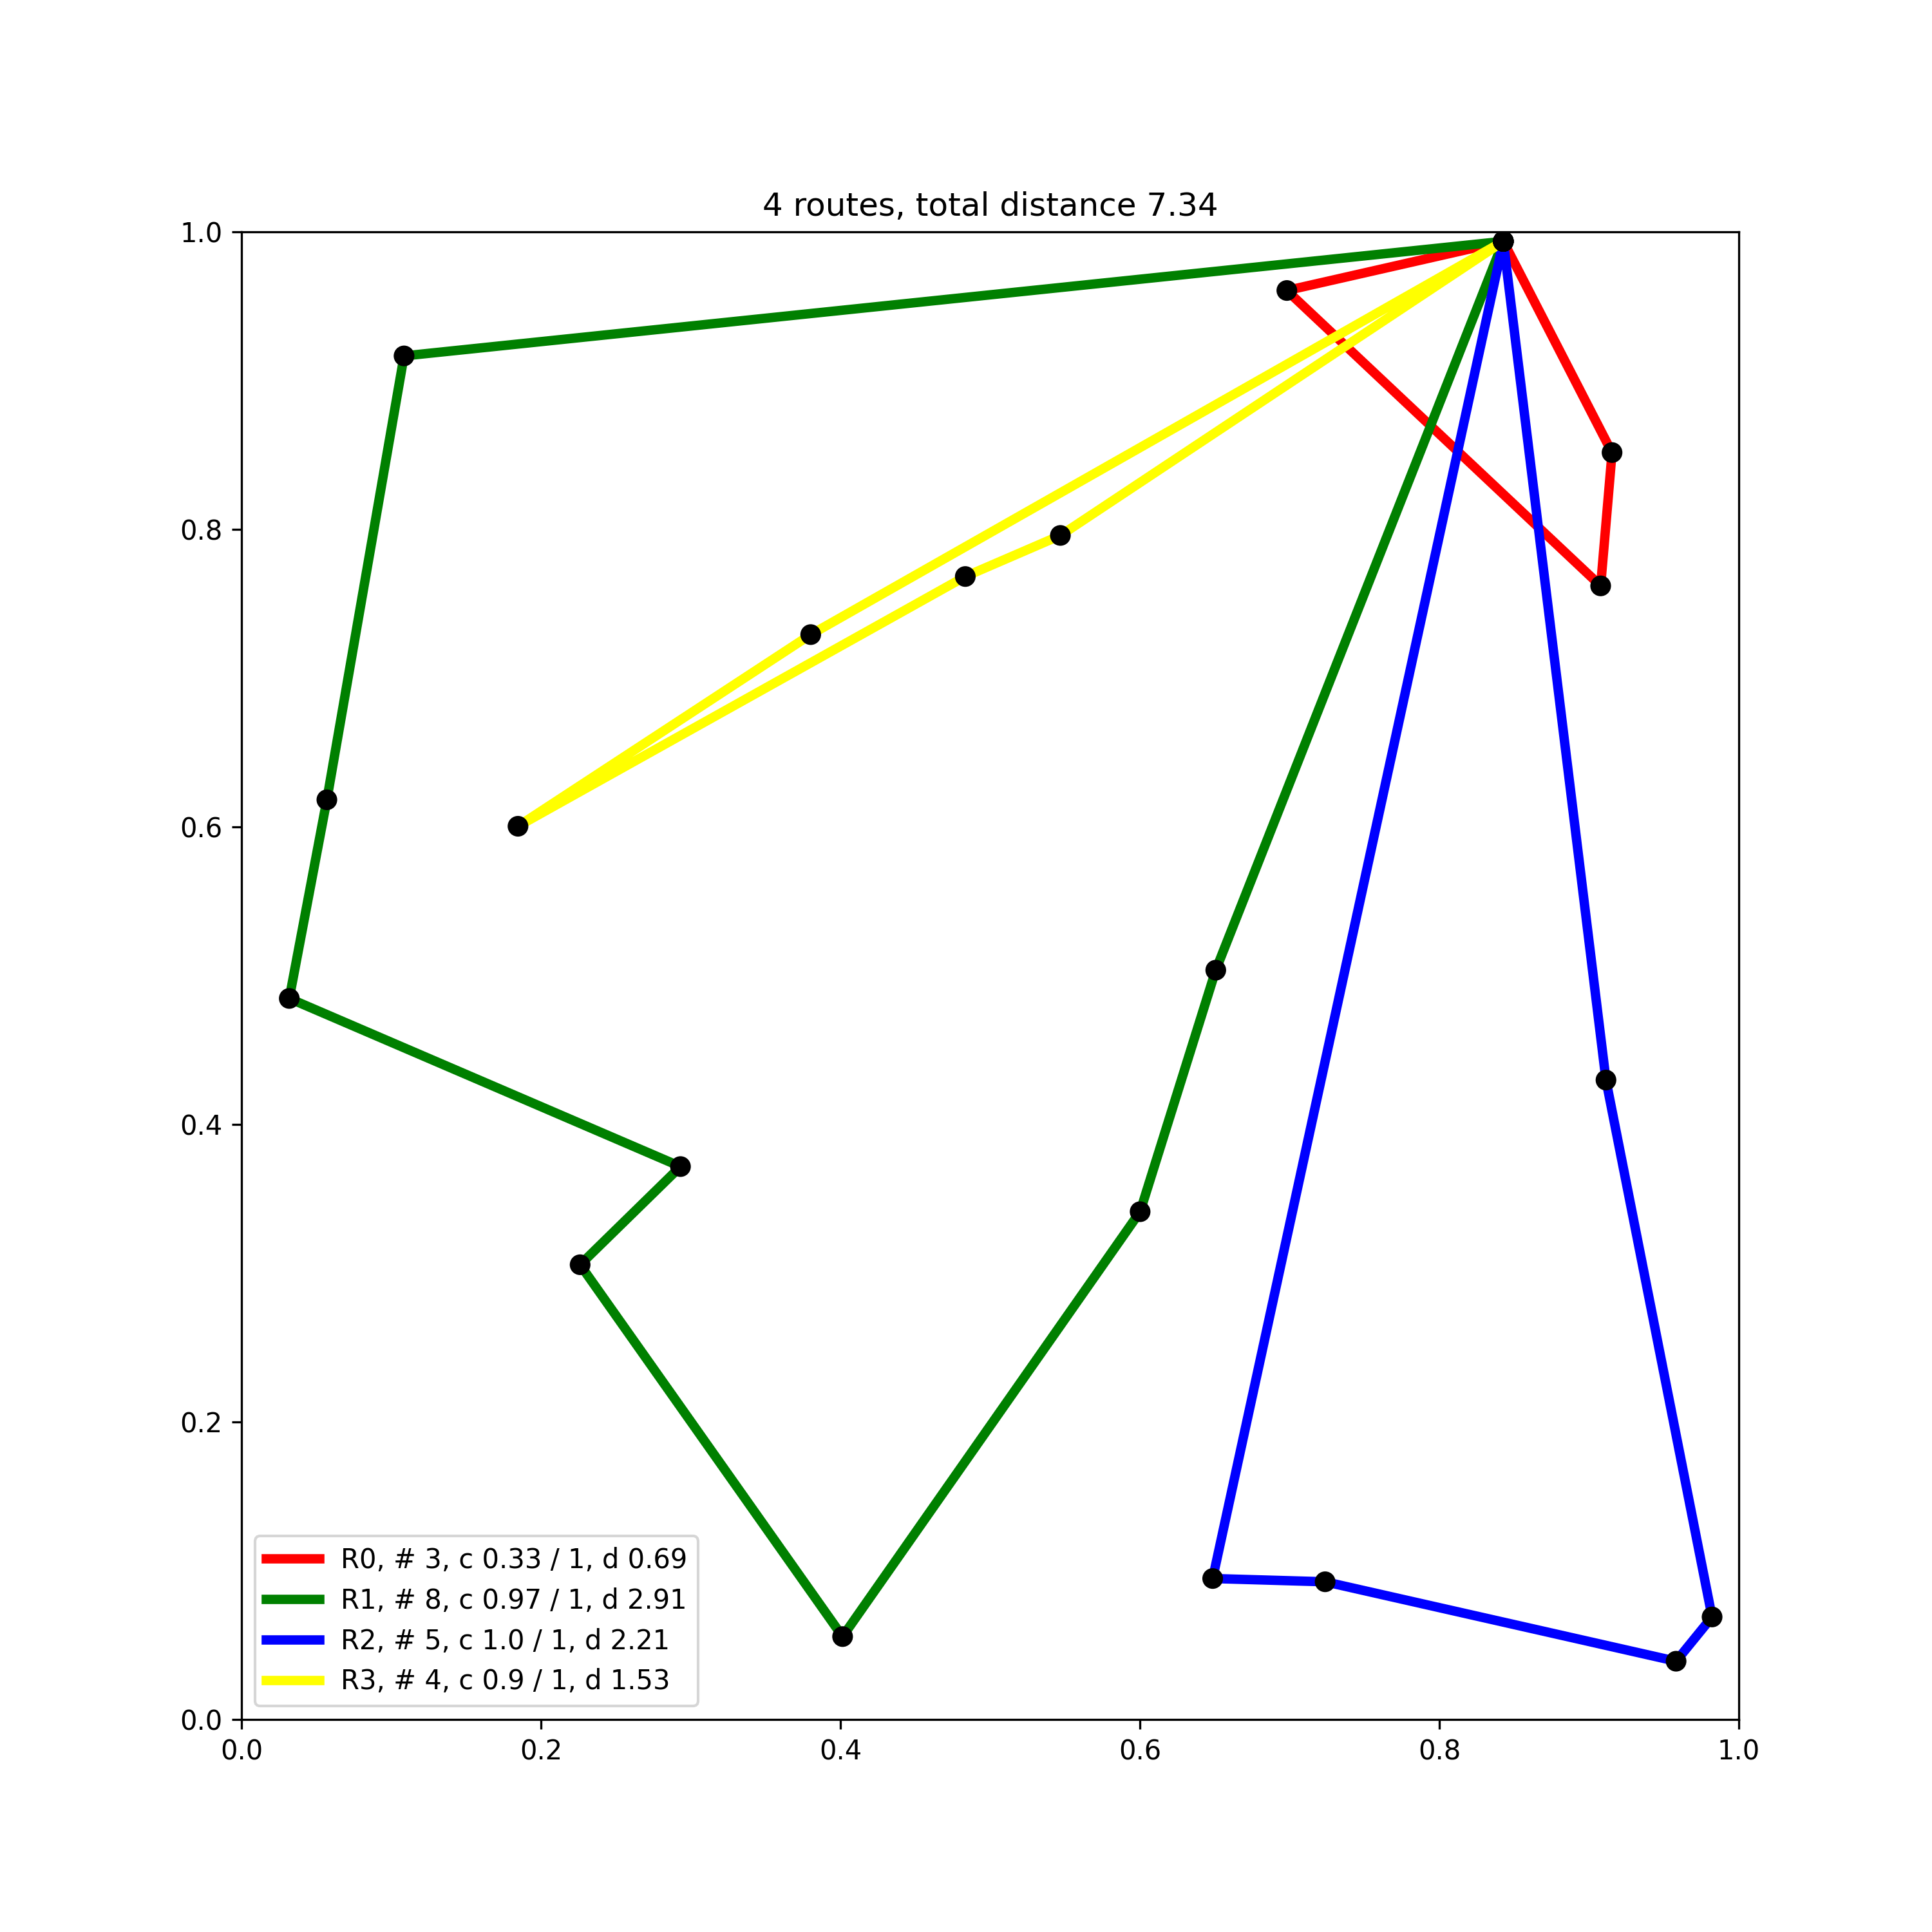 4 routes, total distance 7.34
1.0
0.8
0.6
0.4
0.2
0.0
R0, # 3, c 0.33 / 1, d 0.69
R1, # 8, c 0.97 / 1, d 2.91
R2, # 5, c 1.0 / 1, d 2.21
R3, # 4, c 0.9 / 1, d 1.53
0.0 0.2 0.4 0.6 0.8 1.0